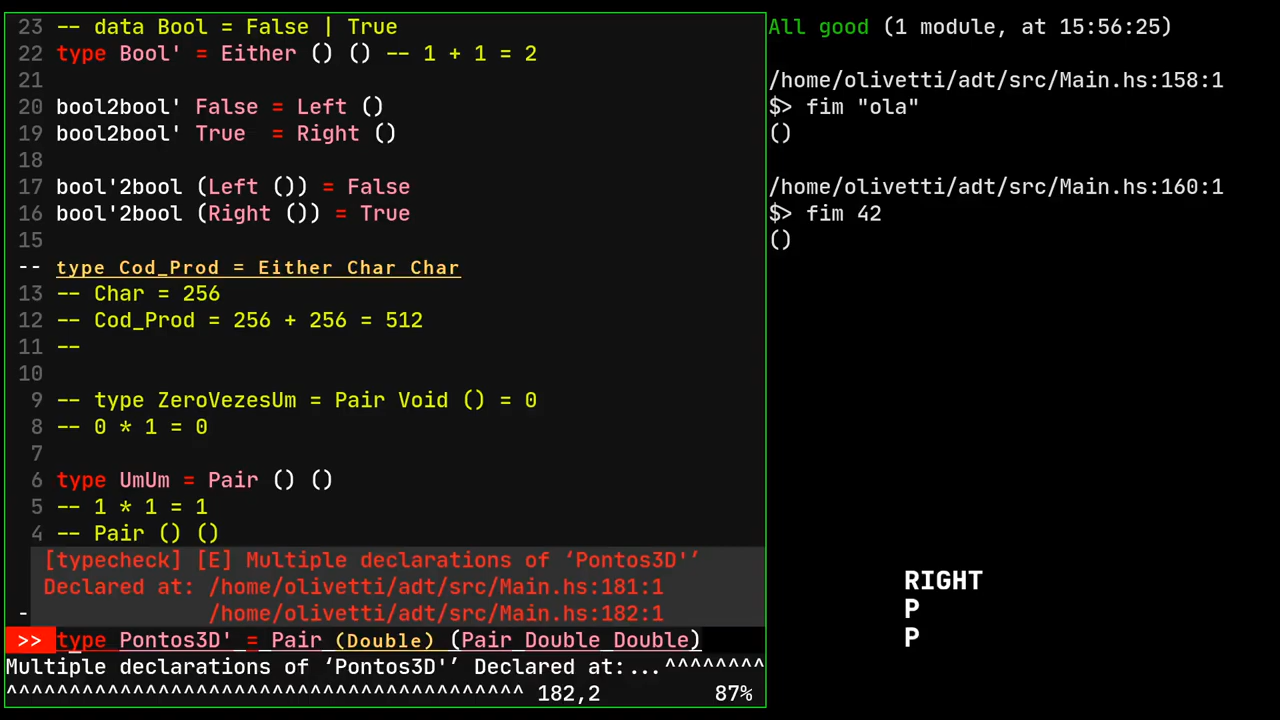 23 -- data Bool = False | True
22 type Bool' = Either () () -- 1 + 1 = 2
21
20 bool2bool' False = Left ()
19 bool2bool' True  = Right ()
18
17 bool'2bool (Left ()) = False
16 bool'2bool (Right ()) = True
15
-- type Cod_Prod = Either Char Char
13 -- Char = 256
12 -- Cod_Prod = 256 + 256 = 512
11 --
10
9 -- type ZeroVezesUm = Pair Void () = 0
8 -- 0 * 1 = 0
7
6 type UmUm = Pair () ()
5 -- 1 * 1 = 1
4 -- Pair () ()
[typecheck] [E] Multiple declarations of ‘Pontos3D'’
Declared at: /home/olivetti/adt/src/Main.hs:181:1
- /home/olivetti/adt/src/Main.hs:182:1
>> type Pontos3D' = Pair (Double) (Pair Double Double)
Multiple declarations of ‘Pontos3D'’ Declared at:...^^^^^^^^
^^^^^^^^^^^^^^^^^^^^^^^^^^^^^^^^^^^^^^^^^ 182,2 87%
All good (1 module, at 15:56:25)
/home/olivetti/adt/src/Main.hs:158:1
$> fim "ola"
()
/home/olivetti/adt/src/Main.hs:160:1
$> fim 42
()
RIGHT
P
P